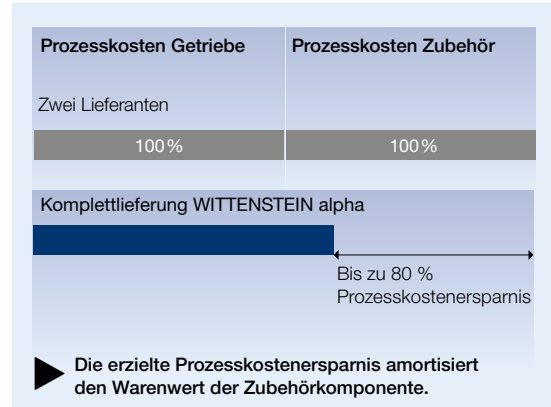 Prozesskosten Getriebe Prozesskosten Zubehör
Zwei Lieferanten
100 % 100 %
Komplettlieferung WITTENSTEIN alpha
Bis zu 80 %
Prozesskostenersparnis
Die erzielte Prozesskostenersparnis amortisiert
den Warenwert der Zubehörkomponente.